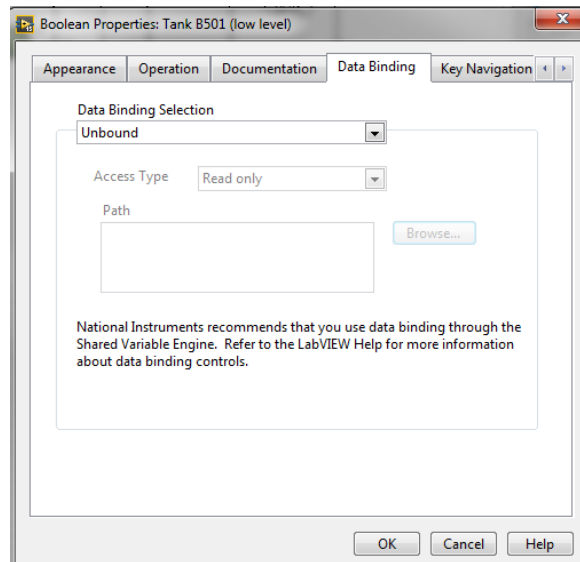 Boolean Properties: Tank B501 (low level)
Appearance Operation Documentation Data Binding Key Navigation
Data Binding Selection
Unbound
Access Type Read only
Path
Browse...
National Instruments recommends that you use data binding through the
Shared Variable Engine. Refer to the LabVIEW Help for more information
about data binding controls.
OK Cancel Help